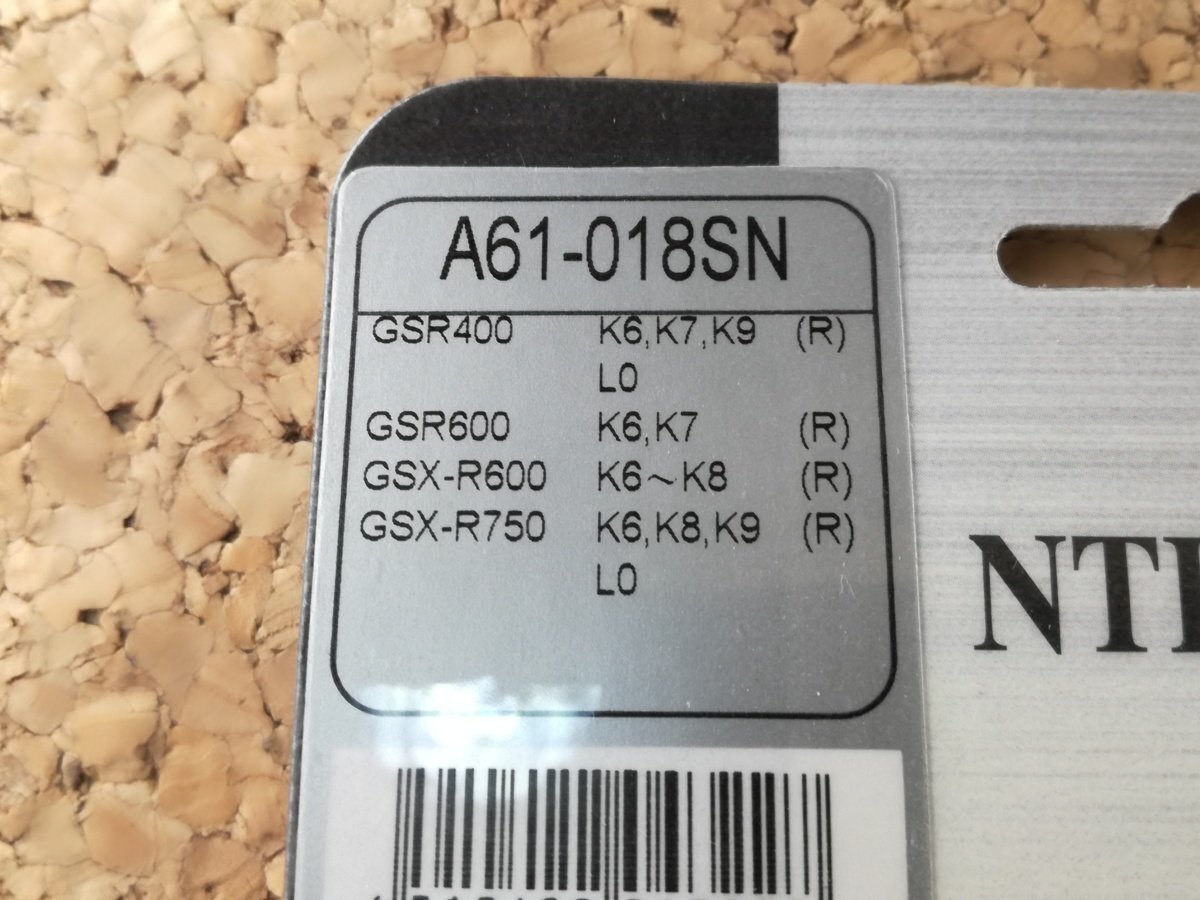 A61-018SN
GSR400 K6,K7,K9 (R)
L0
GSR600 K6,K7 (R)
GSX-R600 K6～K8 (R)
GSX-R750 K6,K8,K9 (R)
L0